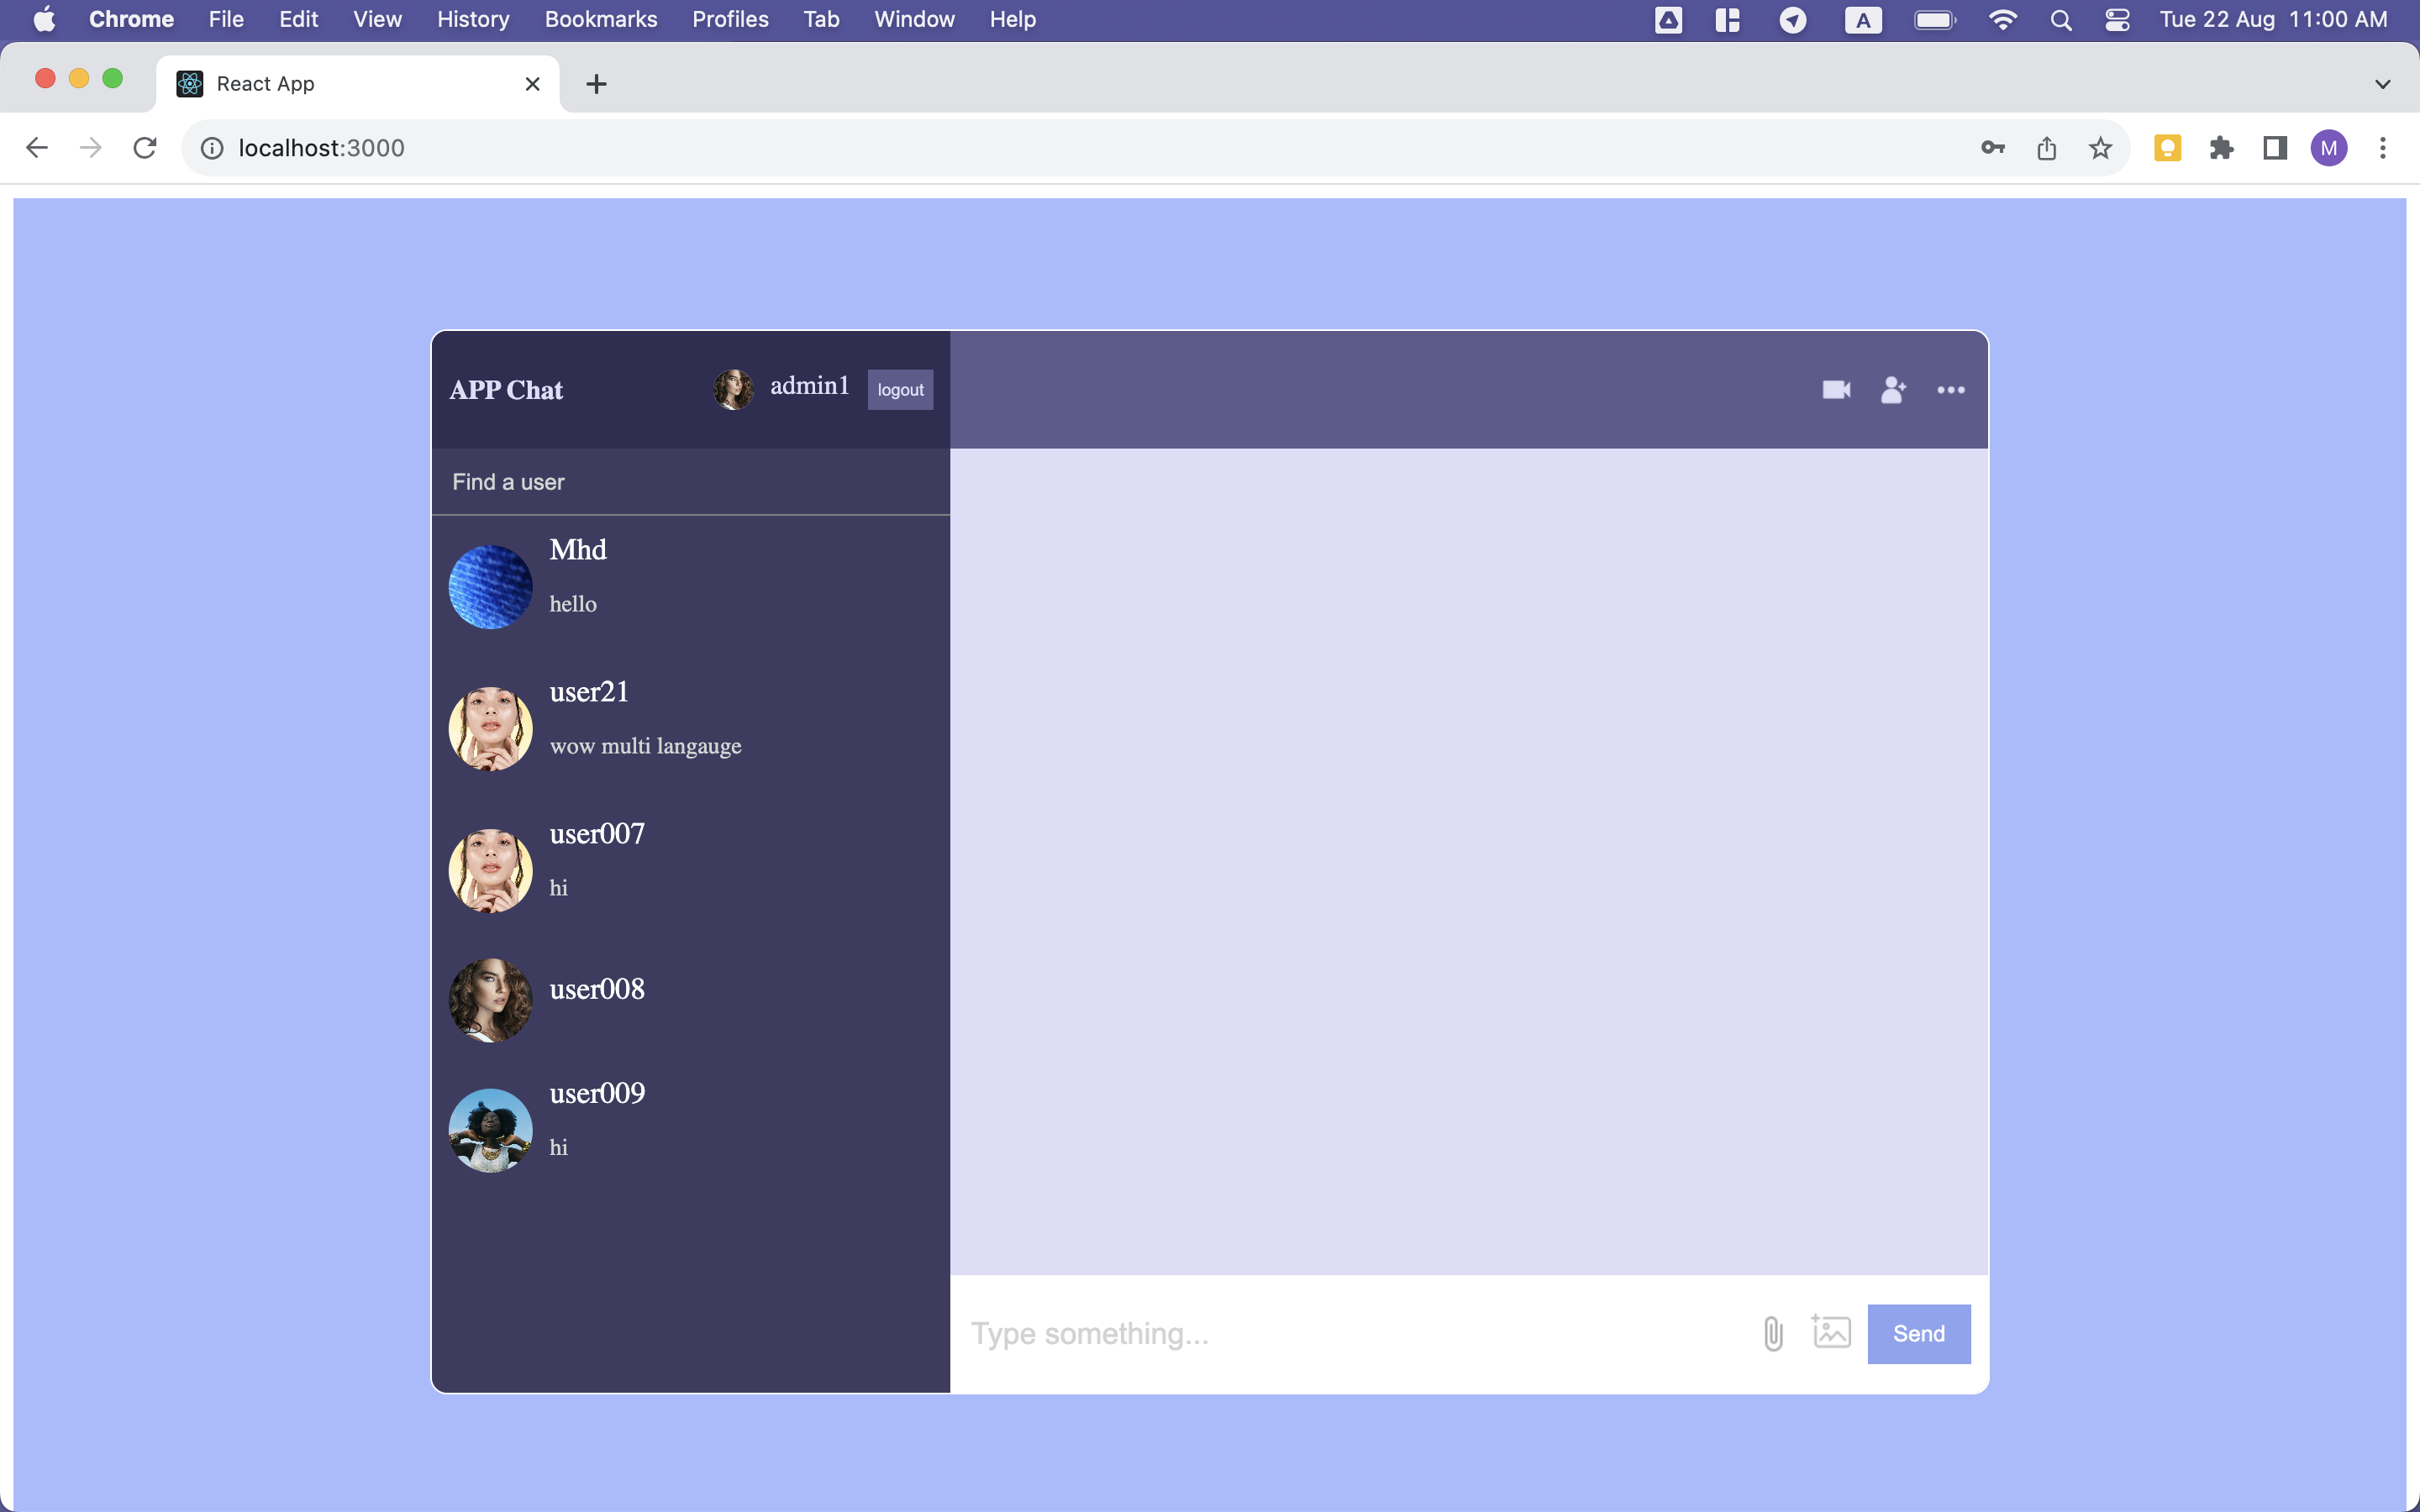 Chrome File Edit View History Bookmarks Profiles Tab Window Help A Tue 22 Aug 11:00 AM
React App
localhost:3000 M
APP Chat admin1 logout
Find a user
Mhd
hello
user21
wow multi langauge
user007
hi
user008
user009
hi
Type something... Send